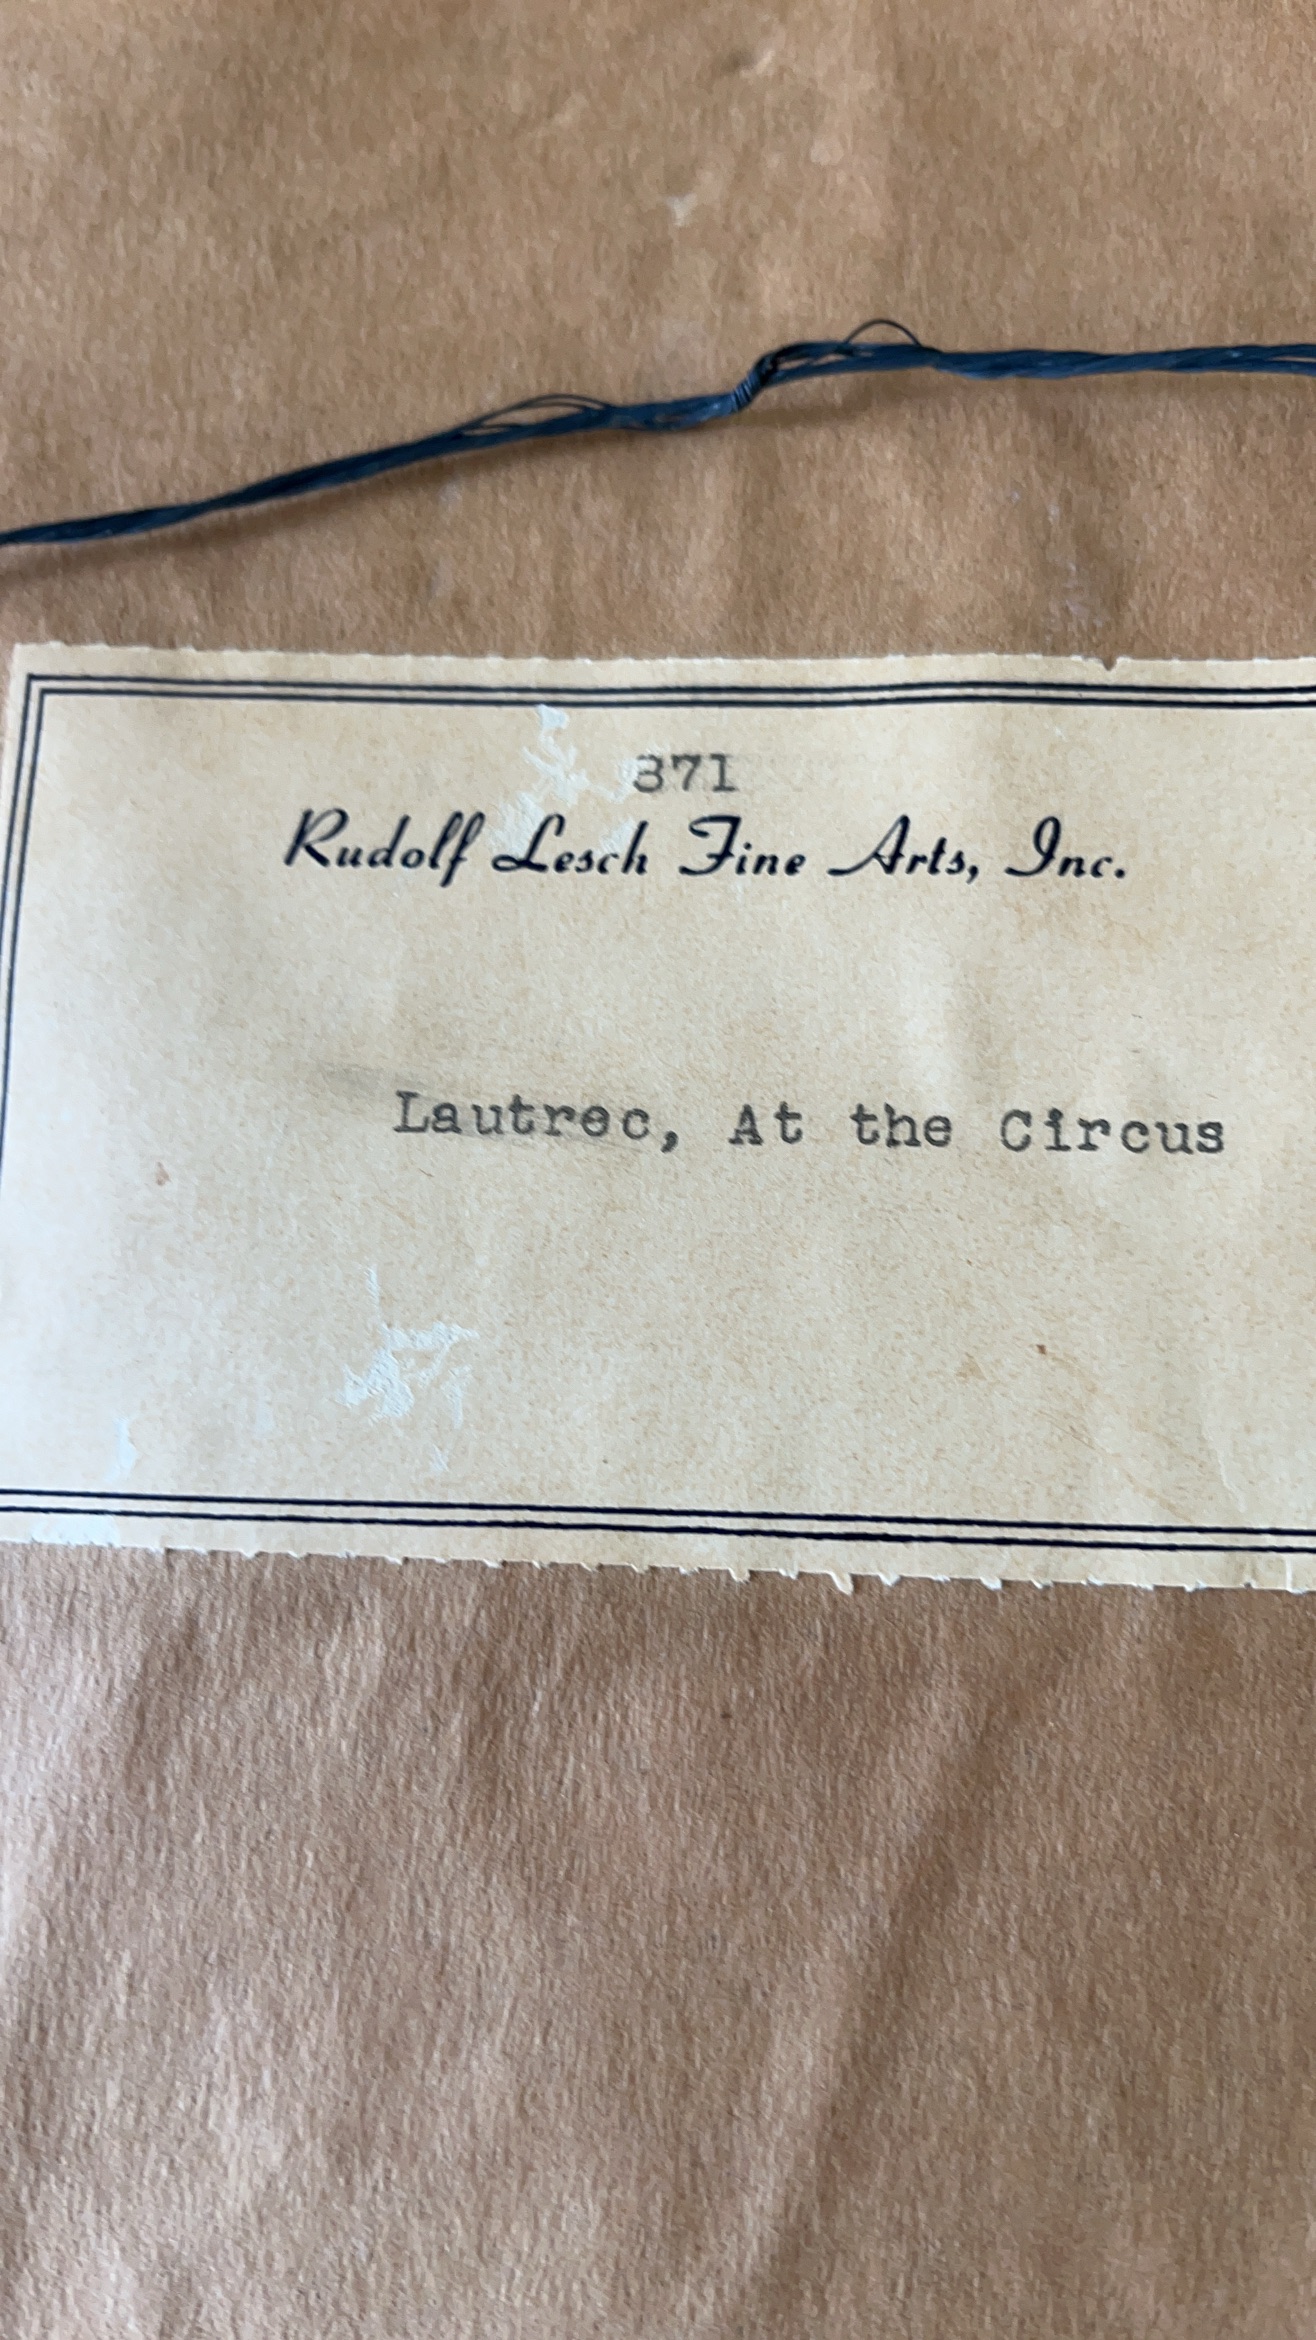 371
Rudolf Lesch Fine Arts, Inc.
Lautrec, At the Circus